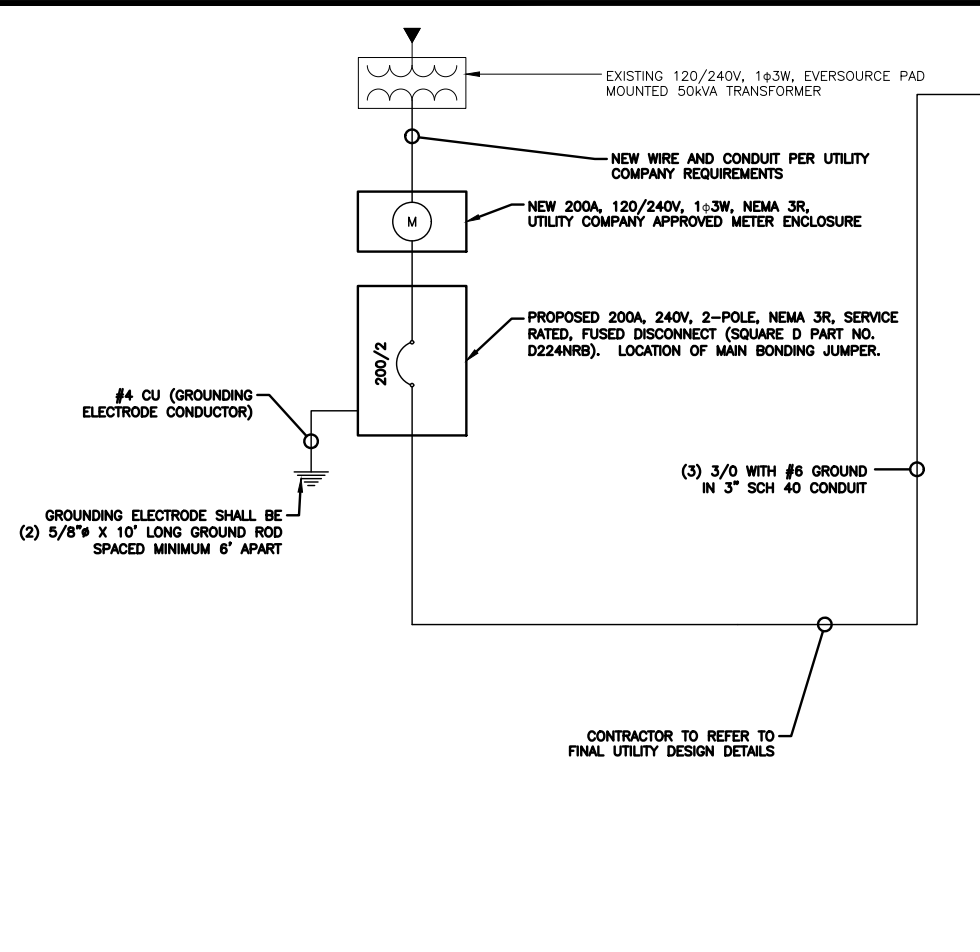 EXISTING 120/240V, 1ϕ3W, EVERSOURCE PAD
MOUNTED 50kVA TRANSFORMER
NEW WIRE AND CONDUIT PER UTILITY
COMPANY REQUIREMENTS
NEW 200A, 120/240V, 1ϕ3W, NEMA 3R,
UTILITY COMPANY APPROVED METER ENCLOSURE
M
PROPOSED 200A, 240V, 2-POLE, NEMA 3R, SERVICE
RATED, FUSED DISCONNECT (SQUARE D PART NO.
D224NRB). LOCATION OF MAIN BONDING JUMPER.
200/2
#4 CU (GROUNDING
ELECTRODE CONDUCTOR)
(3) 3/0 WITH #6 GROUND
IN 3" SCH 40 CONDUIT
GROUNDING ELECTRODE SHALL BE
(2) 5/8"ø X 10' LONG GROUND ROD
SPACED MINIMUM 6' APART
CONTRACTOR TO REFER TO
FINAL UTILITY DESIGN DETAILS